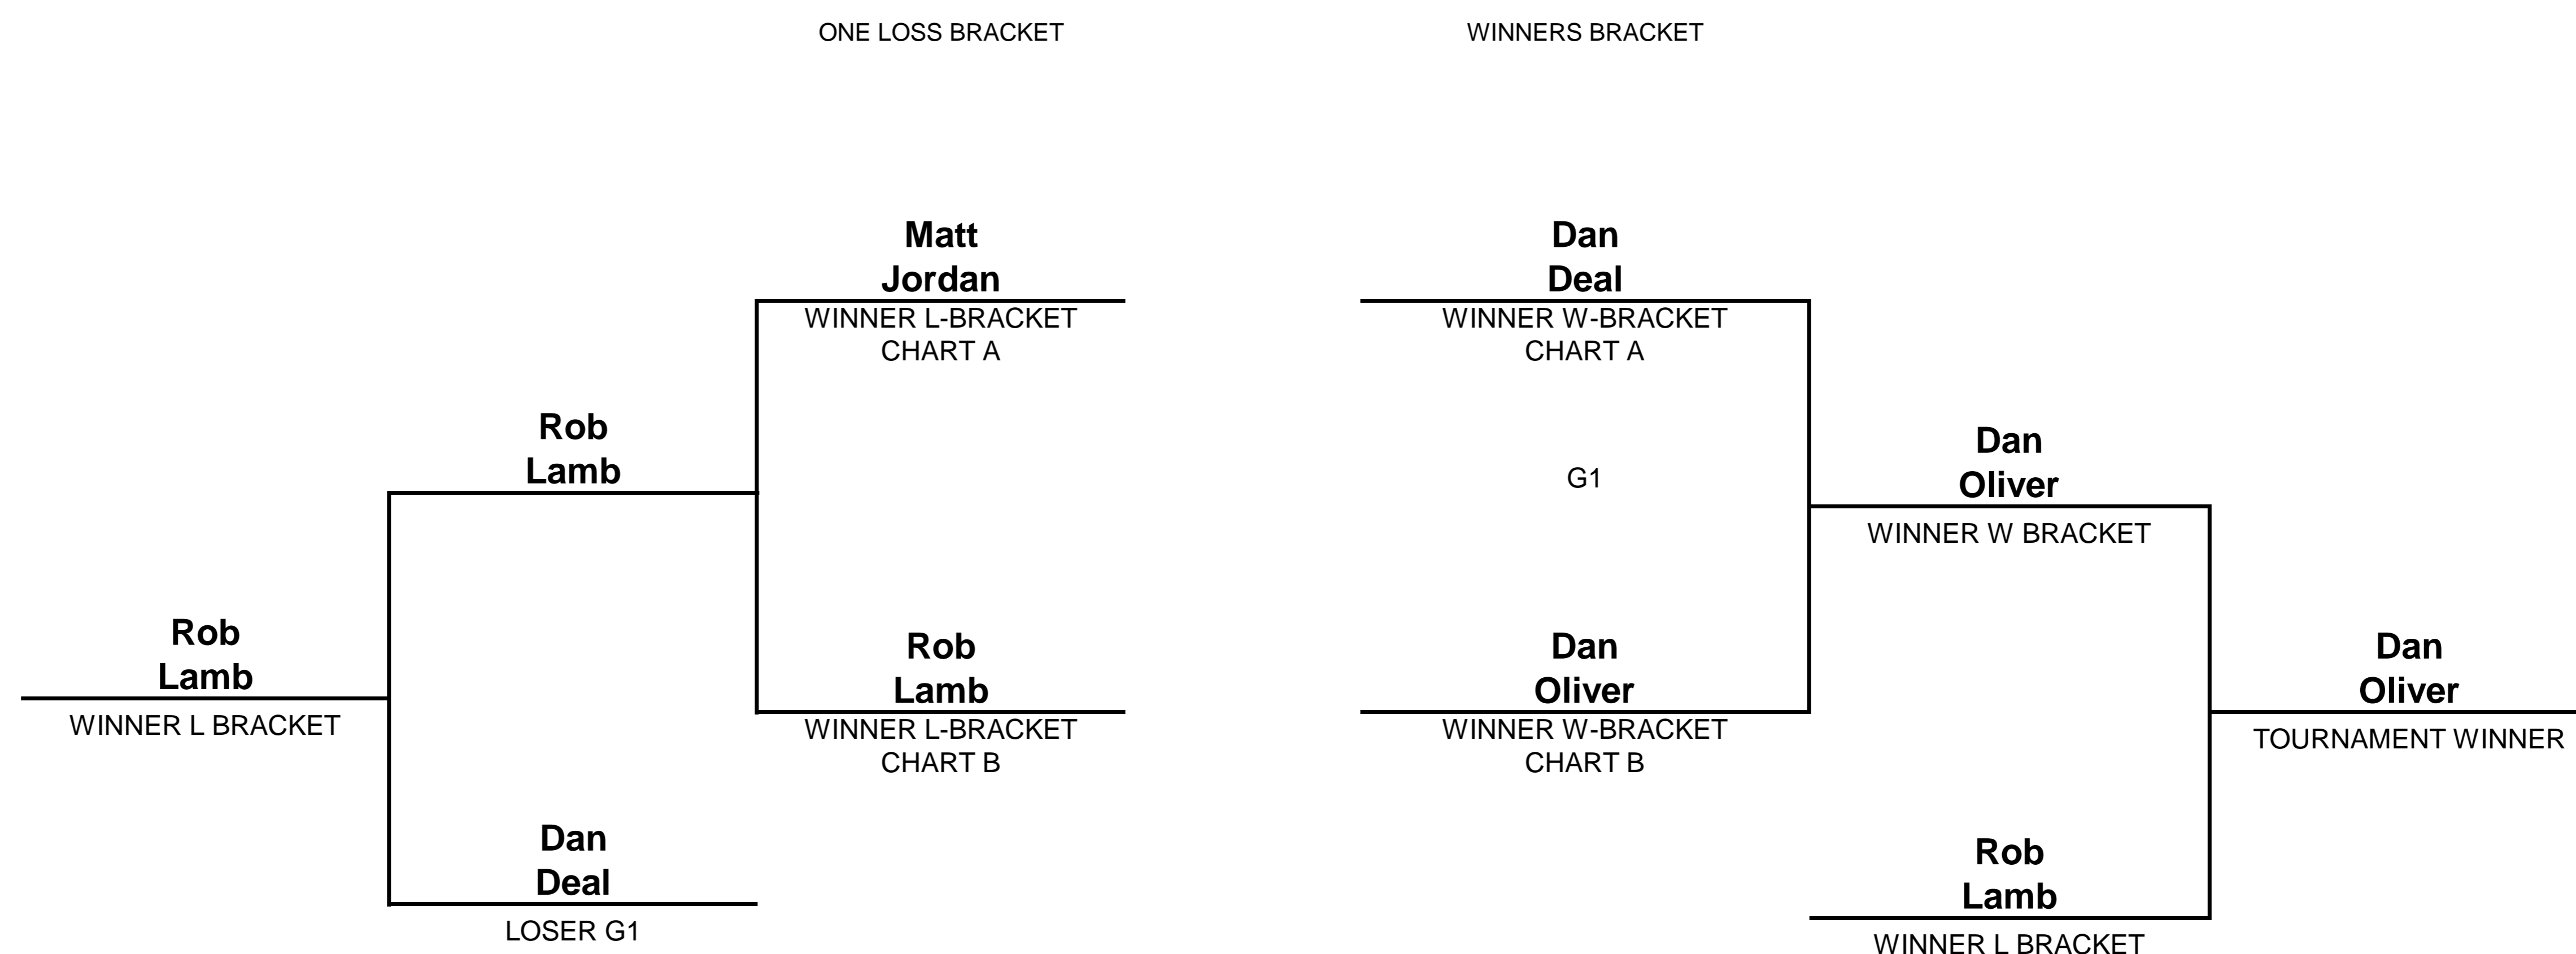 ONE LOSS BRACKET
WINNERS BRACKET
Matt
Jordan
WINNER L-BRACKET
CHART A
Dan
Deal
WINNER W-BRACKET
CHART A
Rob
Lamb
G1
Dan
Oliver
WINNER W BRACKET
Rob
Lamb
WINNER L BRACKET
Rob
Lamb
WINNER L-BRACKET
CHART B
Dan
Oliver
WINNER W-BRACKET
CHART B
Dan
Oliver
TOURNAMENT WINNER
Dan
Deal
LOSER G1
Rob
Lamb
WINNER L BRACKET